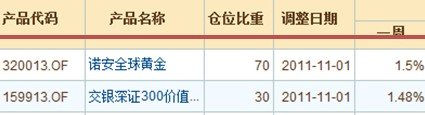 产品代码 产品名称 仓位比重 调整日期
一周
320013.OF 诺安全球黄金 70 2011-11-01 1.5%
159913.OF 交银深证300价值... 30 2011-11-01 1.48%